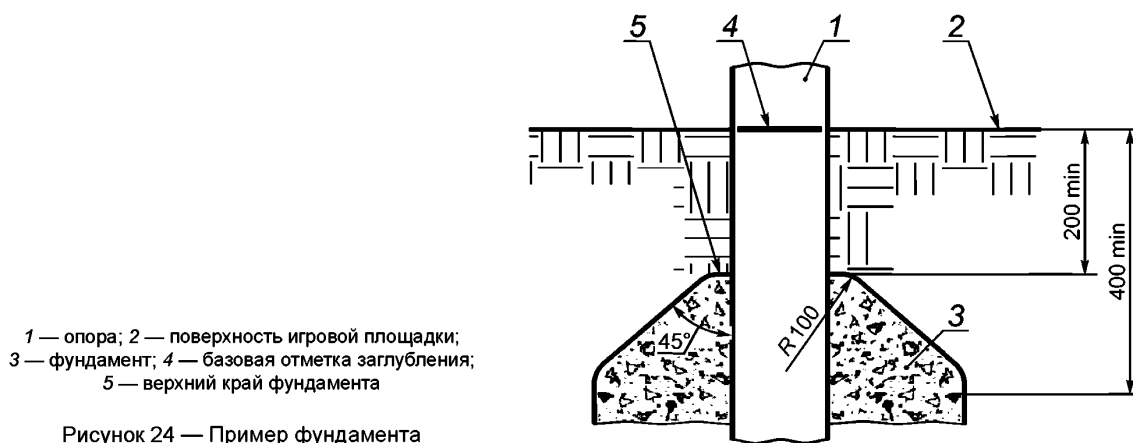 5 4 1 2
200 min
400 min
45°
R100
3
1 — опора; 2 — поверхность игровой площадки;
3 — фундамент; 4 — базовая отметка заглубления;
5 — верхний край фундамента
Рисунок 24 — Пример фундамента